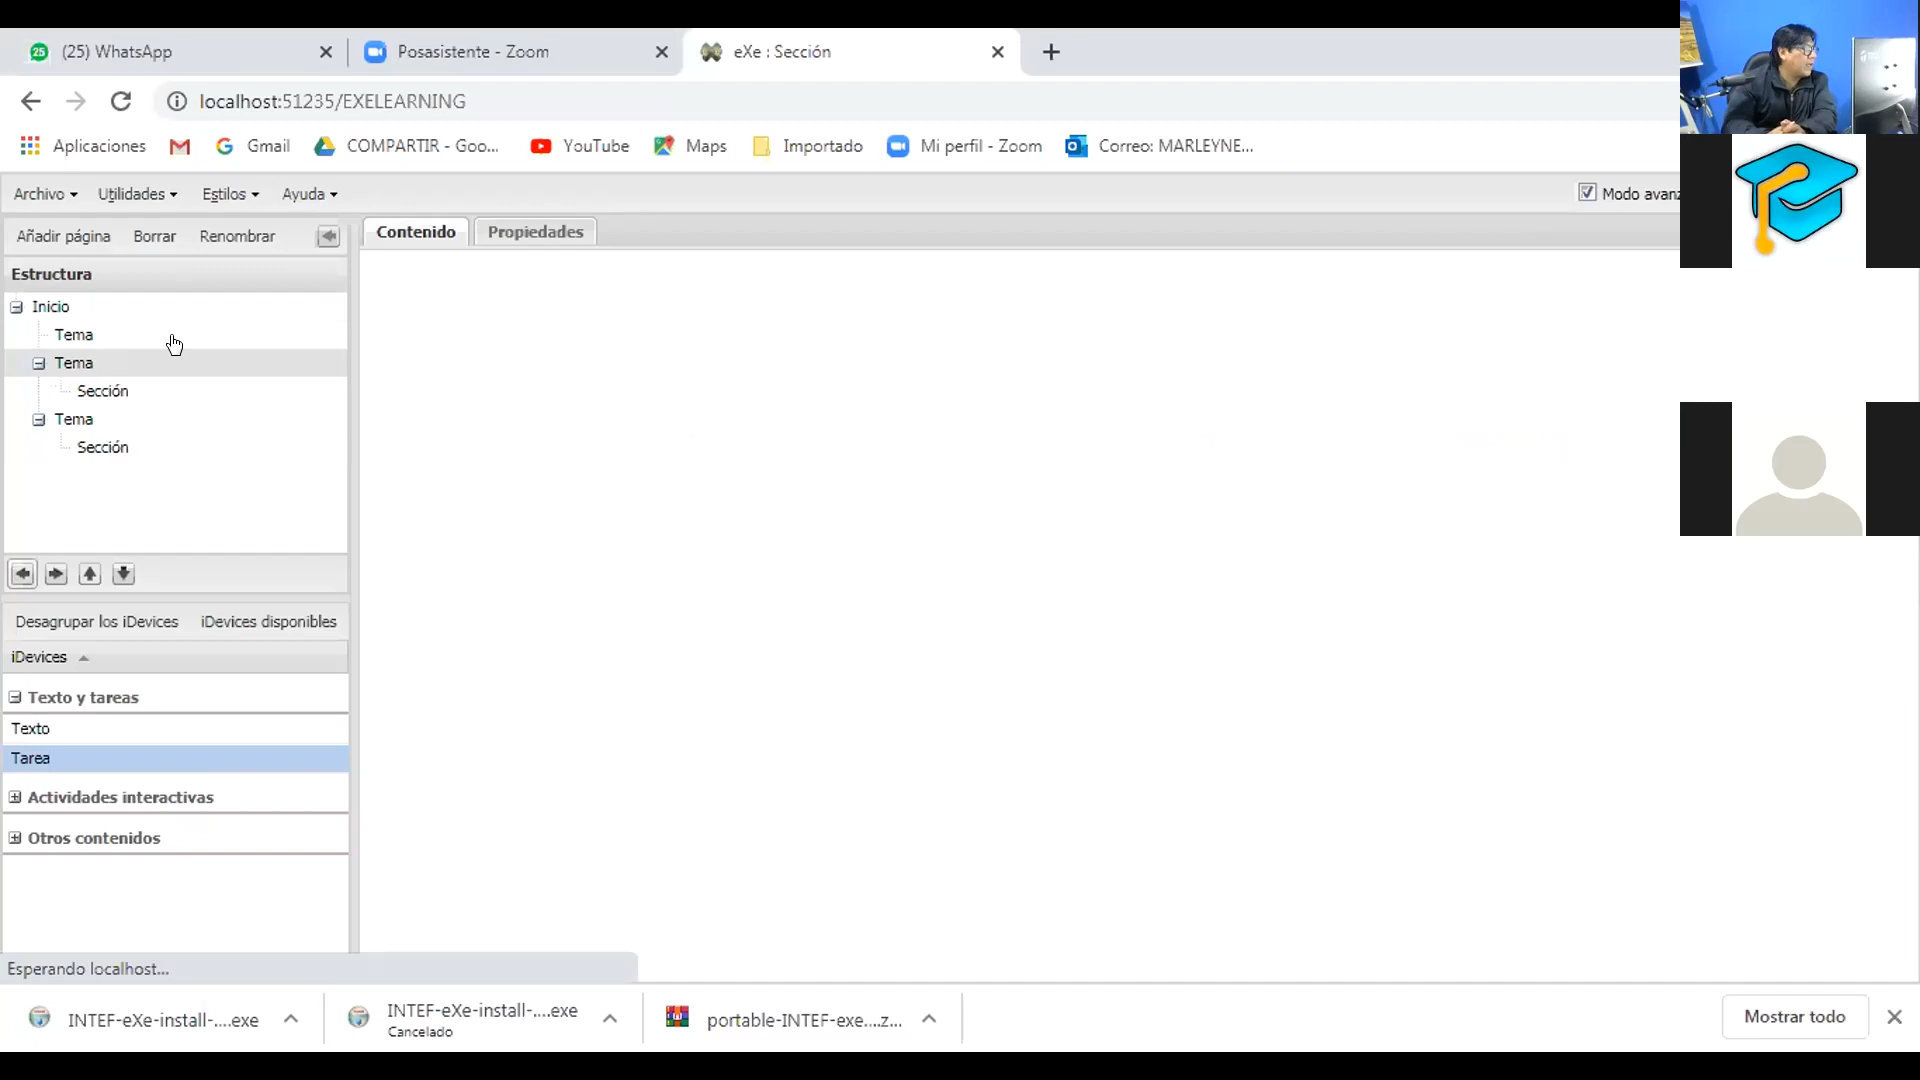 25 (25) WhatsApp
Posasistente - Zoom
eXe : Sección
localhost:51235/EXELEARNING
Aplicaciones
Gmail
COMPARTIR - Goo...
YouTube
Maps
Importado
Mi perfil - Zoom
Correo: MARLEYNE...
Archivo Utilidades Estilos Ayuda
Modo avanz
Añadir página Borrar Renombrar
Contenido Propiedades
Estructura
Inicio
Tema
Tema
Sección
Tema
Sección
Desagrupar los iDevices iDevices disponibles
iDevices
Texto y tareas
Texto
Tarea
Actividades interactivas
Otros contenidos
Esperando localhost...
INTEF-eXe-install-....exe
INTEF-eXe-install-....exe
Cancelado
portable-INTEF-exe....z...
Mostrar todo